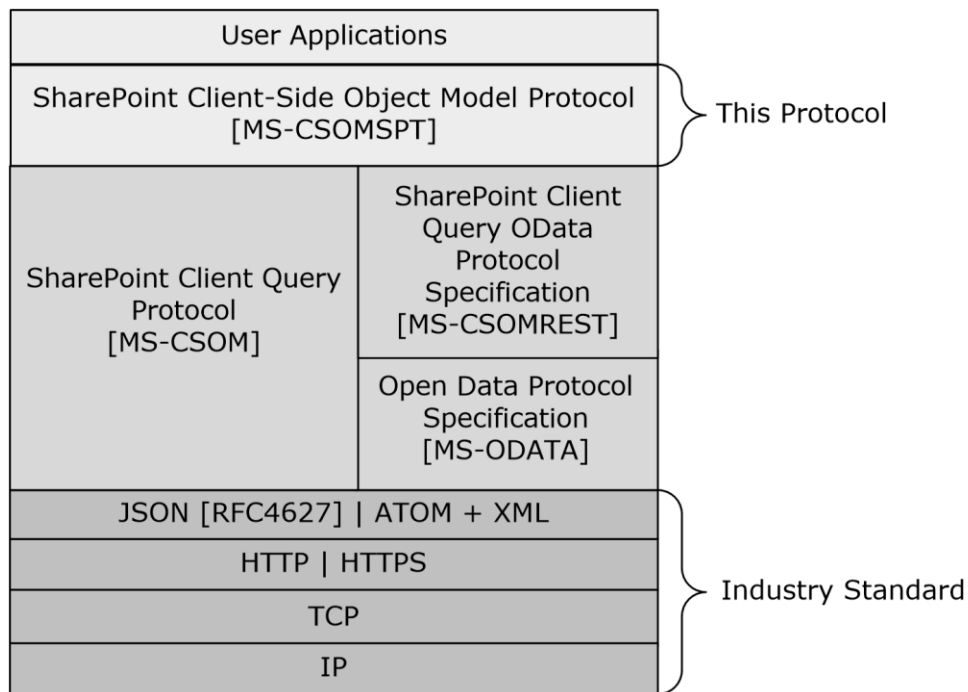 User Applications
SharePoint Client-Side Object Model Protocol
[MS-CSOMSPT]
This Protocol
SharePoint Client Query
Protocol
[MS-CSOM]
SharePoint Client
Query OData
Protocol
Specification
[MS-CSOMREST]
Open Data Protocol
Specification
[MS-ODATA]
JSON [RFC4627] | ATOM + XML
HTTP | HTTPS
TCP
IP
Industry Standard